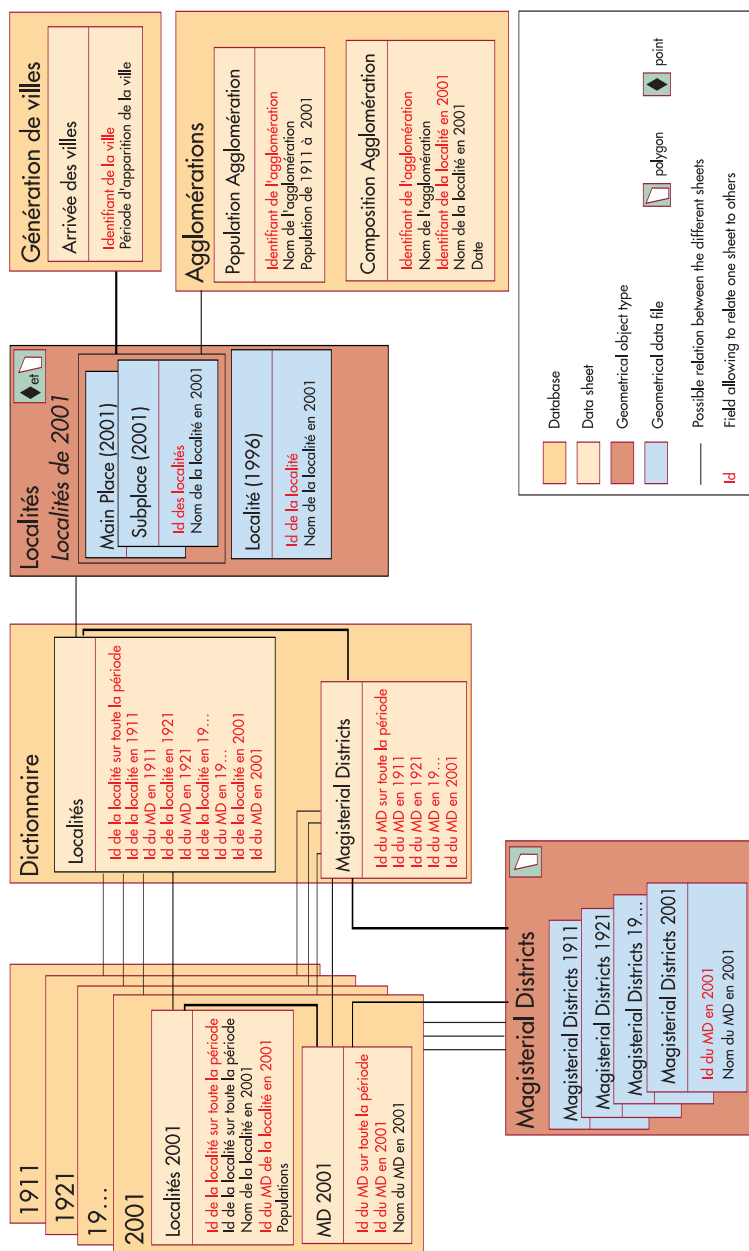 1911
1921
19…
2001
Localités 2001
Id de la localité sur toute la période
Id de la localité sur toute la période
Nom de la localité en 2001
Id du MD de la localité en 2001
Populations
MD 2001
Id du MD sur toute la période
Id du MD en 2001
Nom du MD en 2001
Dictionnaire
Localités
Id de la localité sur toute la période
Id de la localité en 1911
Id du MD en 1911
Id de la localité en 1921
Id du MD en 1921
Id de la localité en 19…
Id du MD en 19…
Id de la localité en 2001
Id du MD en 2001
Magisterial Districts
Id du MD sur toute la période
Id du MD en 1911
Id du MD en 1921
Id du MD en 19…
Id du MD en 2001
Magisterial Districts
Magisterial Districts 1911
Magisterial Districts 1921
Magisterial Districts 19…
Magisterial Districts 2001
Id du MD en 2001
Nom du MD en 2001
Localités
et
Localités de 2001
Main Place (2001)
Subplace (2001)
Id des localités
Nom de la localité en 2001
Localité (1996)
Id de la localité
Nom de la localité en 2001
Génération de villes
Arrivée des villes
Identifiant de la ville
Période d'apparition de la ville
Agglomérations
Population Agglomération
Identifiant de l'agglomération
Nom de l'agglomération
Population de 1911 à 2001
Composition Agglomération
Identifiant de l'agglomération
Nom de l'agglomération
Identifiant de la localité en 2001
Nom de la localité en 2001
Date
Database
Data sheet
Geometrical object type
Geometrical data file
polygon
point
Possible relation between the different sheets
Id Field allowing to relate one sheet to others